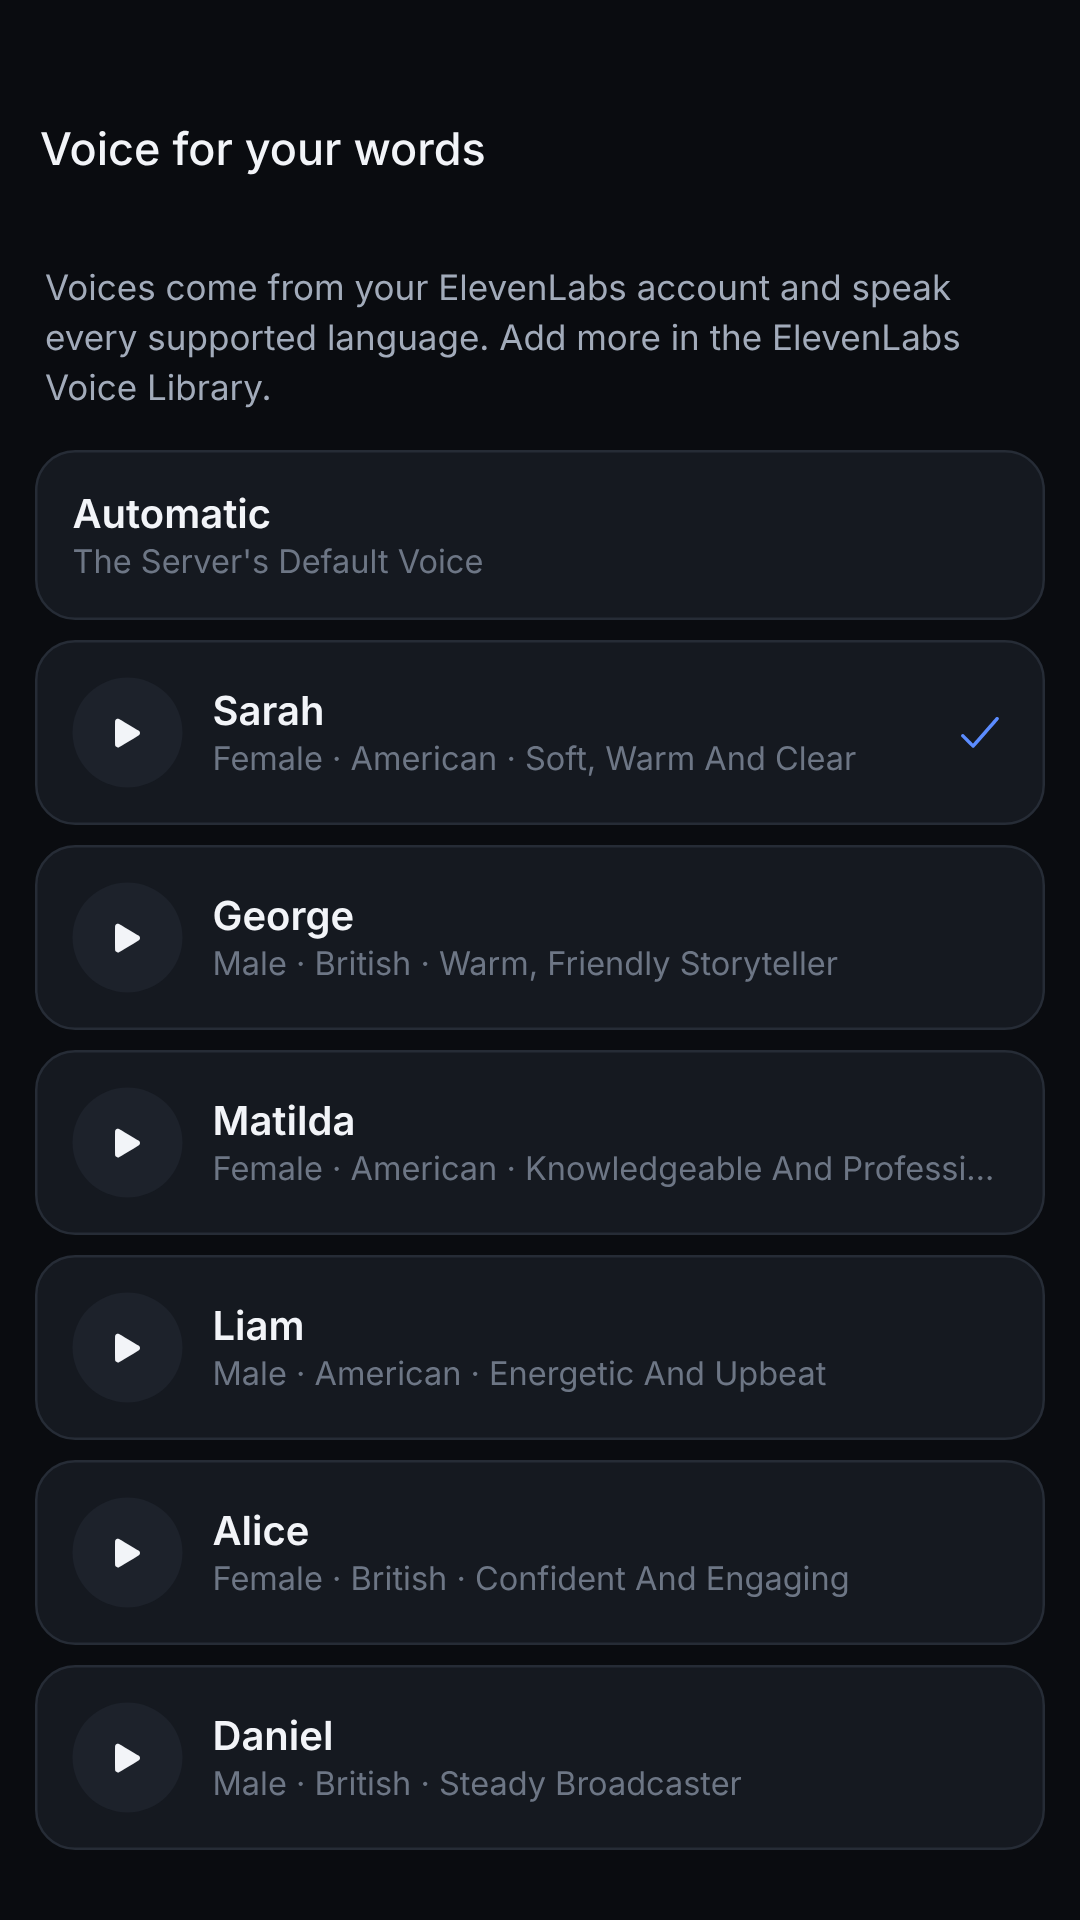 Voice for your words
Voices come from your ElevenLabs account and speak
every supported language. Add more in the ElevenLabs
Voice Library.
Automatic
The Server's Default Voice
Sarah
Female · American · Soft, Warm And Clear
George
Male · British · Warm, Friendly Storyteller
Matilda
Female · American · Knowledgeable And Professi...
Liam
Male · American · Energetic And Upbeat
Alice
Female · British · Confident And Engaging
Daniel
Male · British · Steady Broadcaster